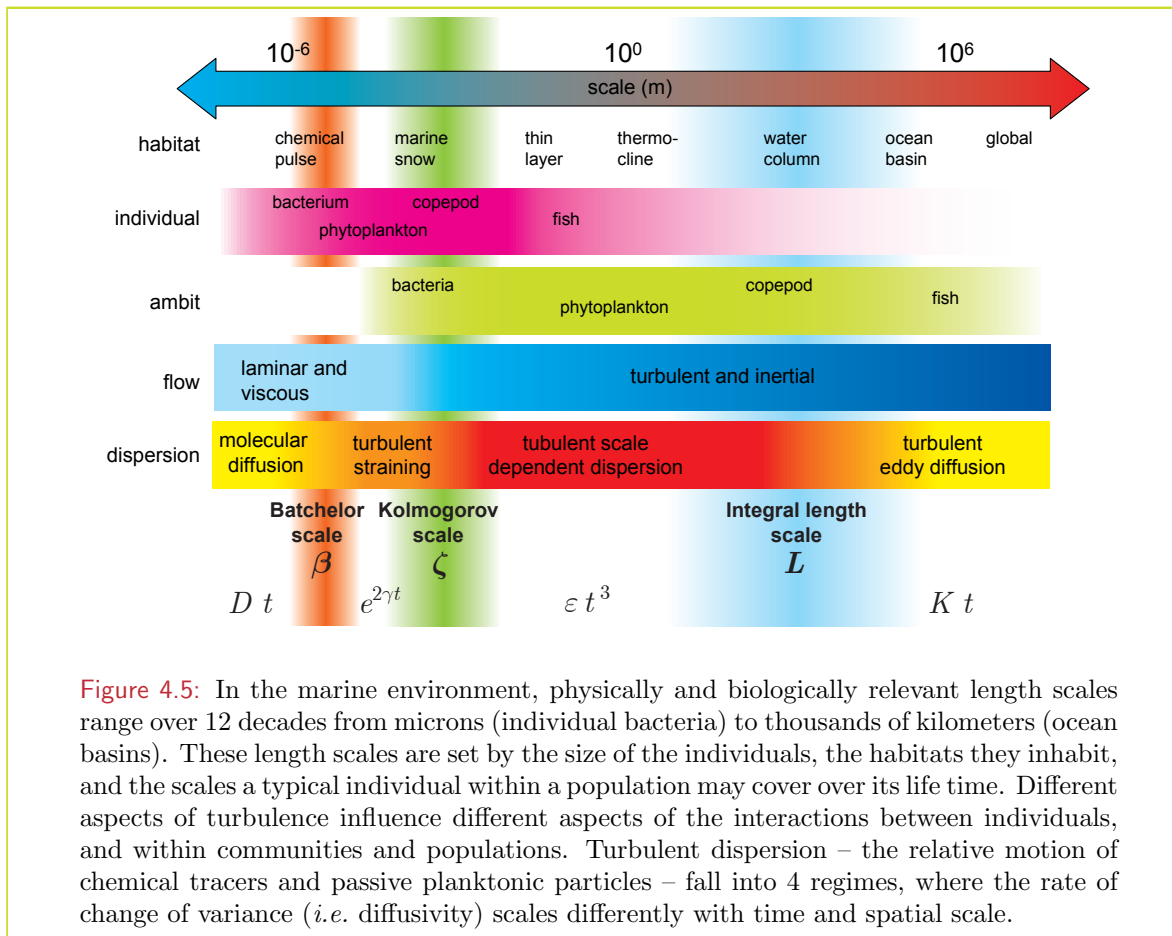 10-6 10⁰ 10⁶
scale (m)
habitat
chemical pulse
marine snow
thin layer
thermo-cline
water column
ocean basin
global
individual
bacterium
copepod
phytoplankton
fish
ambit
bacteria
copepod
phytoplankton
fish
flow
laminar and viscous
turbulent and inertial
dispersion
molecular diffusion
turbulent straining
tubulent scale dependent dispersion
turbulent eddy diffusion
Batchelor scale β
Kolmogorov scale ζ
Integral length scale L
D t
e^{2γt}
ε t³
K t
Figure 4.5: In the marine environment, physically and biologically relevant length scales
range over 12 decades from microns (individual bacteria) to thousands of kilometers (ocean
basins). These length scales are set by the size of the individuals, the habitats they inhabit,
and the scales a typical individual within a population may cover over its life time. Different
aspects of turbulence influence different aspects of the interactions between individuals,
and within communities and populations. Turbulent dispersion – the relative motion of
chemical tracers and passive planktonic particles – fall into 4 regimes, where the rate of
change of variance (i.e. diffusivity) scales differently with time and spatial scale.